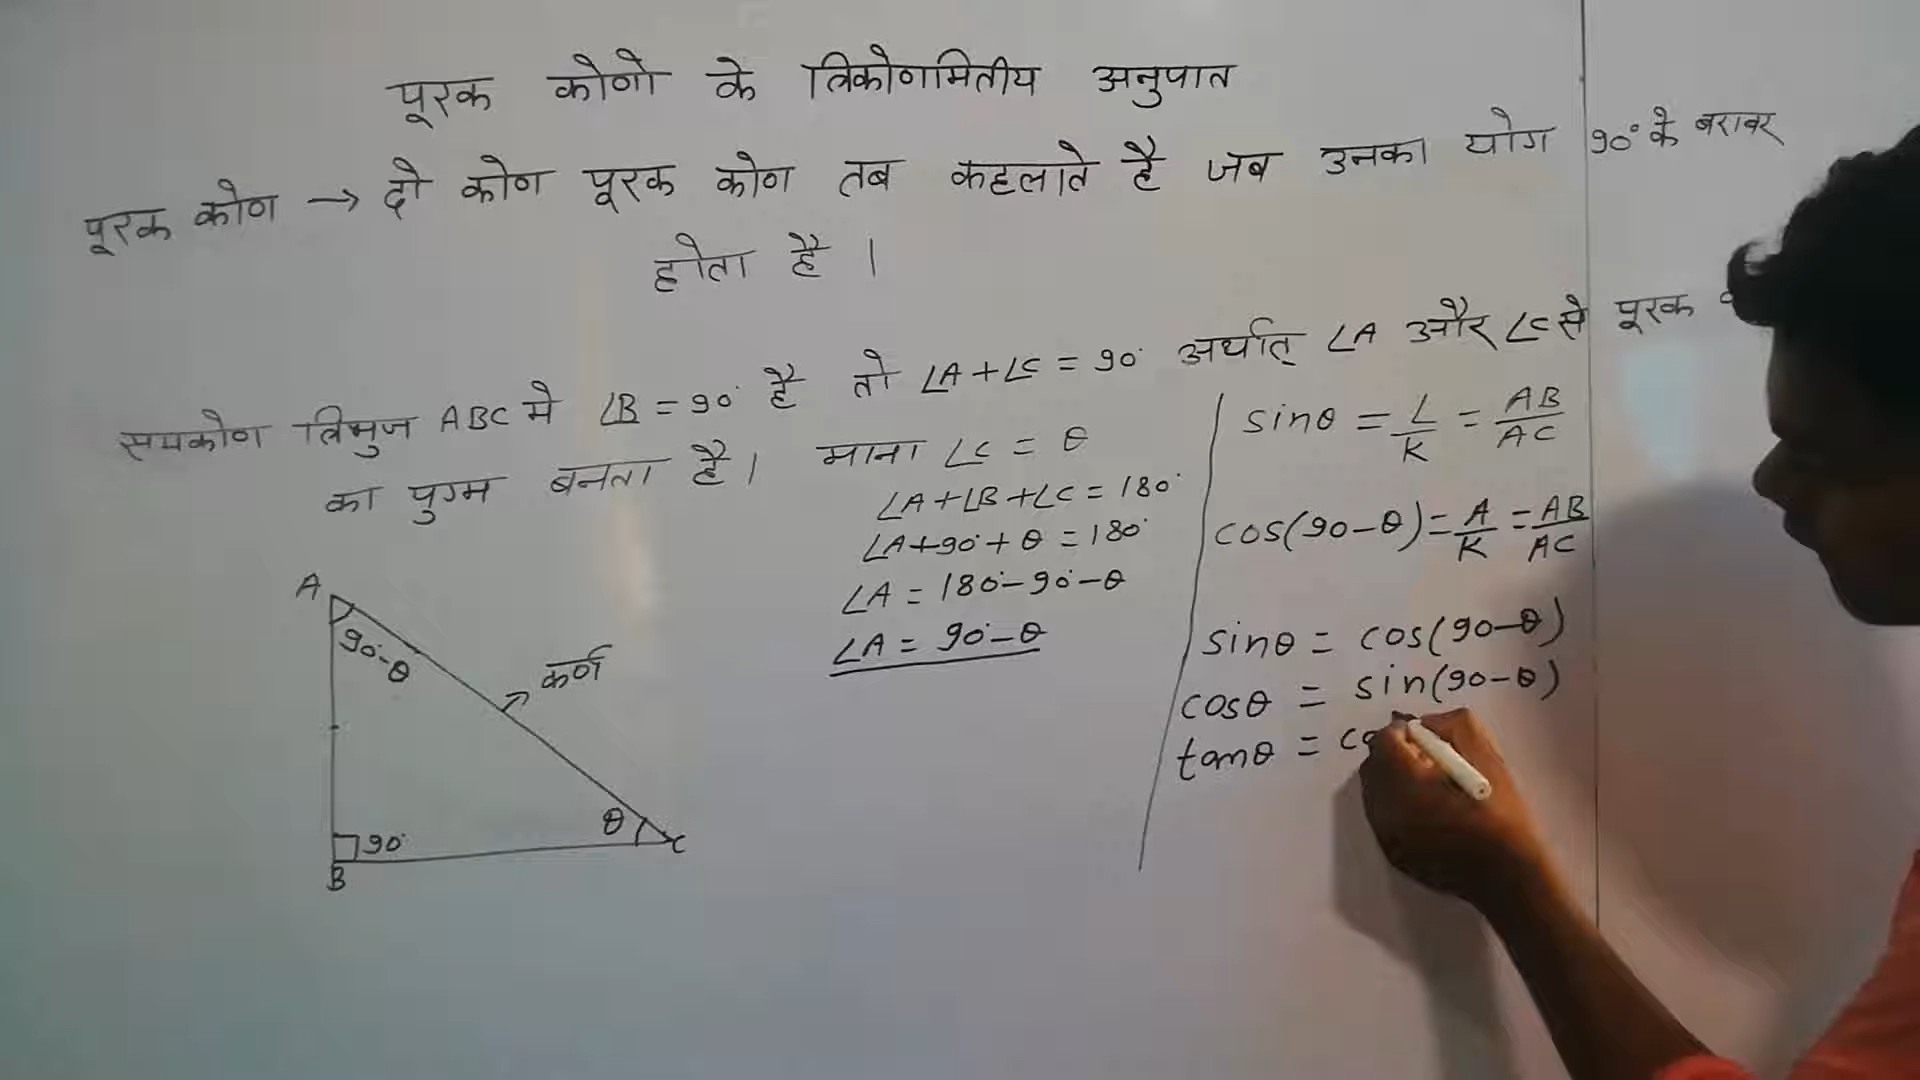 पूरक कोणो के त्रिकोणमितीय अनुपात
पूरक कोण → दो कोण पूरक कोण तब कहलाते है जब उनका योग 90° के बराबर
होता है ।
समकोण त्रिभुज ABC मे ∠B = 90° है तो ∠A + ∠C = 90° अर्थात् ∠A और ∠C से पूरक
का युग्म बनता है । माना ∠C = θ
∠A + ∠B + ∠C = 180°
∠A + 90° + θ = 180°
∠A = 180° - 90° - θ
∠A = 90° - θ
sinθ = L/K = AB/AC
cos(90-θ) = A/K = AB/AC
sinθ = cos(90-θ)
cosθ = sin(90-θ)
tanθ =
A
90°-θ
कर्ण
θ
C
90°
B